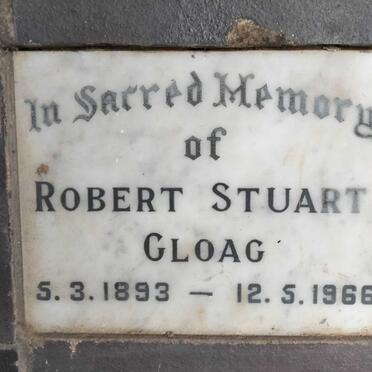 In Sacred Memory
of
ROBERT STUART
GLOAG
5.3.1893 — 12.5.1966